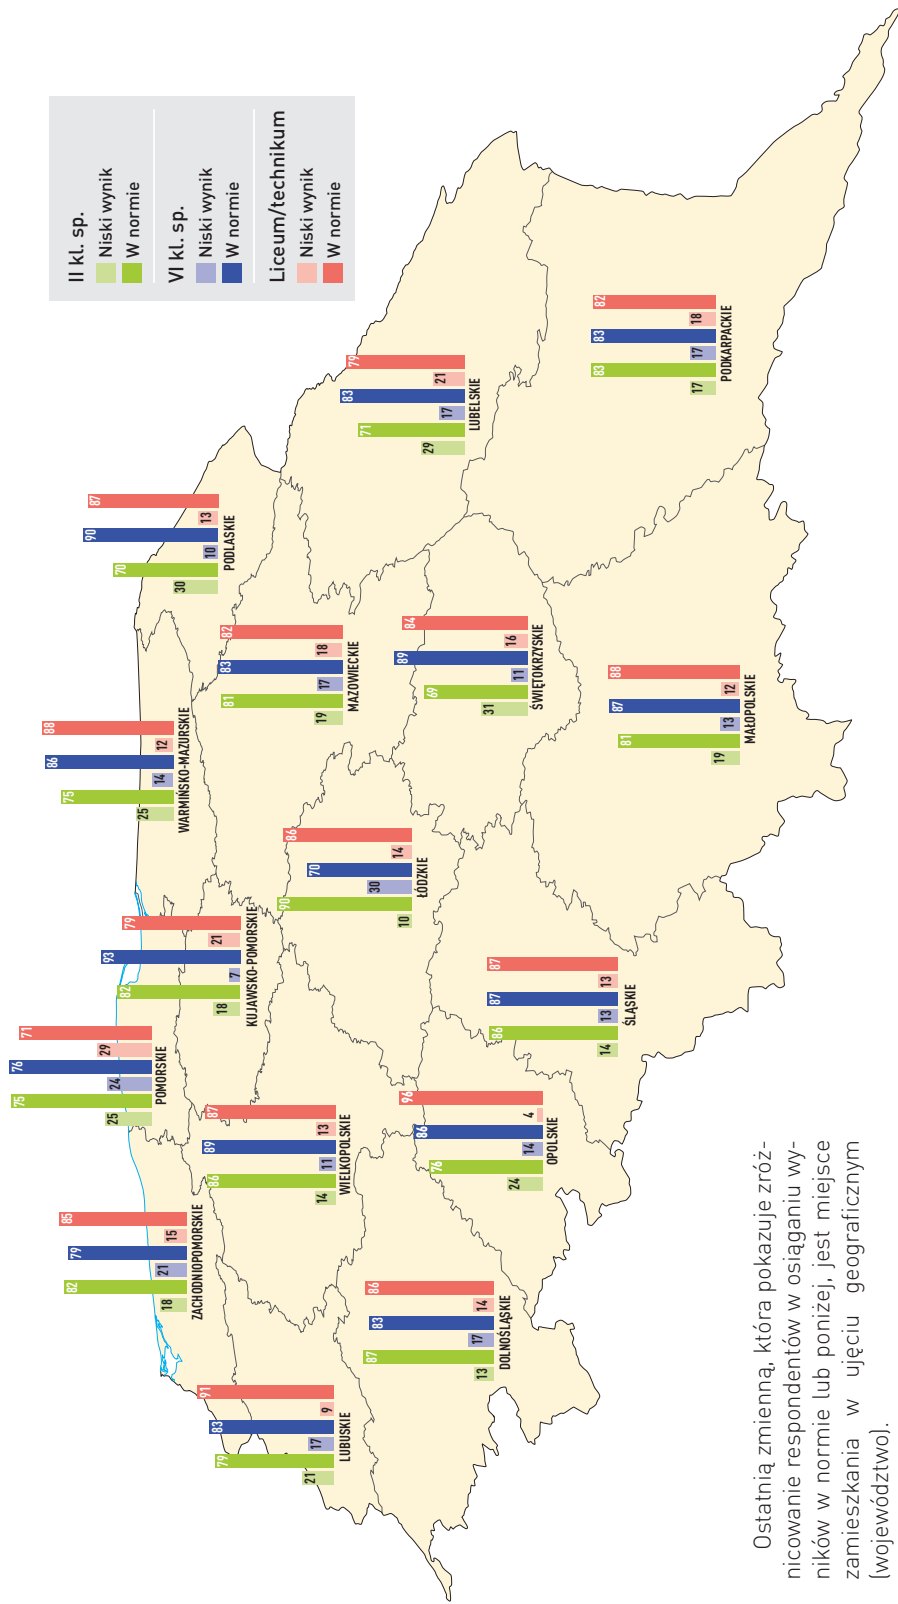 II kl. sp.
Niski wynik
W normie
VI kl. sp.
Niski wynik
W normie
Liceum/technikum
Niski wynik
W normie
25 75 24 76 29 71
POMORSKIE
18 82 21 79 15 85
ZACHODNIOPOMORSKIE
25 75 14 86 12 88
WARMIŃSKO-MAZURSKIE
30 70 10 90 13 87
PODLASKIE
18 82 7 93 21 79
KUJAWSKO-POMORSKIE
21 79 17 83 9 91
LUBUSKIE
14 86 11 89 13 87
WIELKOPOLSKIE
19 81 17 83 18 82
MAZOWIECKIE
10 90 30 70 14 86
ŁÓDZKIE
29 71 17 83 21 79
LUBELSKIE
13 87 17 83 14 86
DOLNOŚLĄSKIE
24 76 14 86 4 96
OPOLSKIE
31 69 11 89 16 84
ŚWIĘTOKRZYSKIE
14 86 13 87 13 87
ŚLĄSKIE
19 81 13 87 12 88
MAŁOPOLSKIE
17 83 17 83 18 82
PODKARPACKIE
Ostatnią zmienną, która pokazuje zróż-
nicowanie respondentów w osiąganiu wy-
ników w normie lub poniżej, jest miejsce
zamieszkania w ujęciu geograficznym
(województwo).